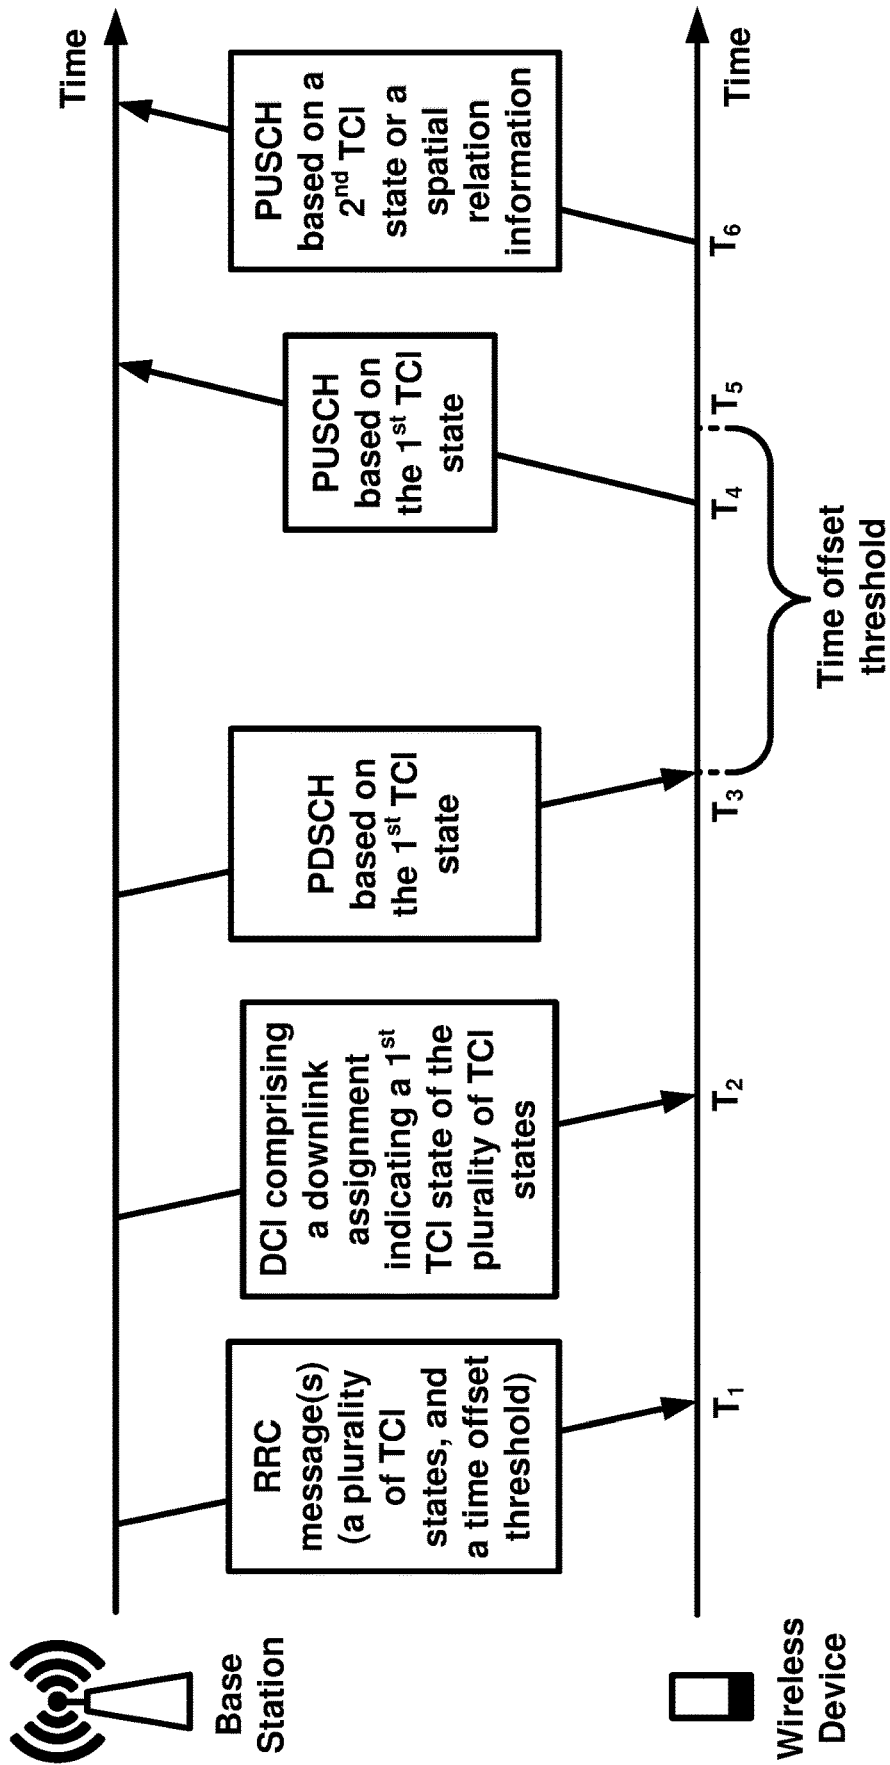 Base
Station
Time
RRC
message(s)
(a plurality
of TCI
states, and
a time offset
threshold)
DCI comprising
a downlink
assignment
indicating a 1st
TCI state of the
plurality of TCI
states
PDSCH
based on
the 1st TCI
state
PUSCH
based on
the 1st TCI
state
PUSCH
based on a
2nd TCI
state or a
spatial
relation
information
Wireless
Device
T1
T2
T3
T4
T5
T6
Time
Time offset
threshold